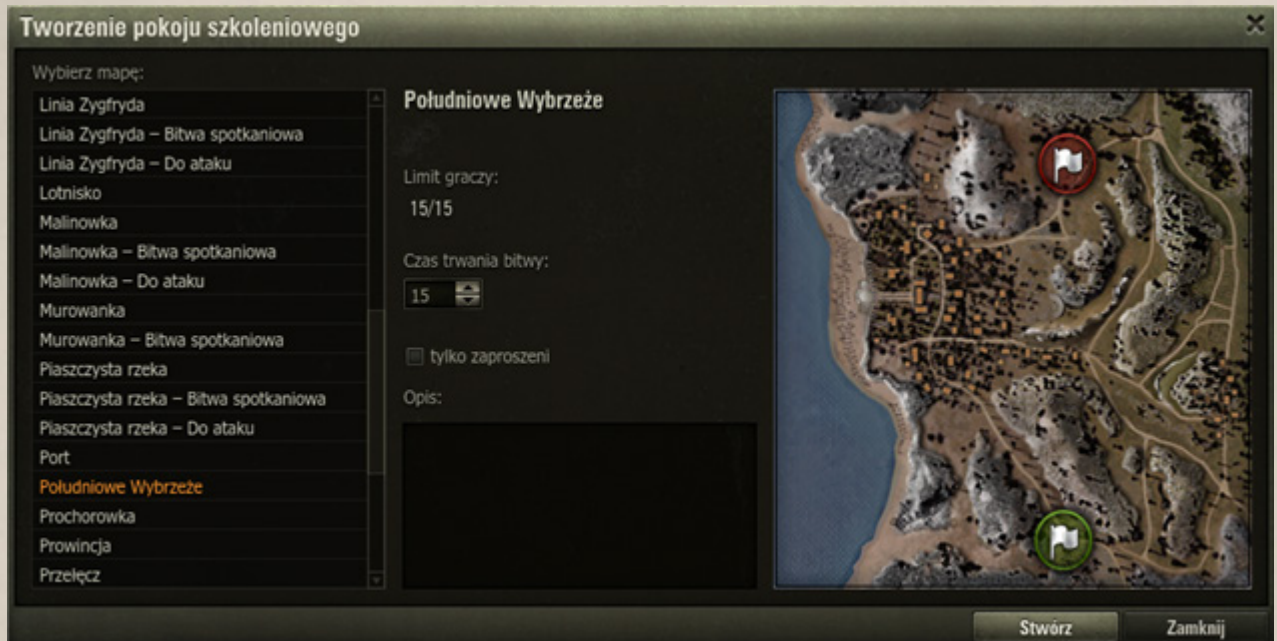 Tworzenie pokoju szkoleniowego
Wybierz mapę:
Linia Zygfryda
Linia Zygfryda – Bitwa spotkaniowa
Linia Zygfryda – Do ataku
Lotnisko
Malinowka
Malinowka – Bitwa spotkaniowa
Malinowka – Do ataku
Murowanka
Murowanka – Bitwa spotkaniowa
Piaszczysta rzeka
Piaszczysta rzeka – Bitwa spotkaniowa
Piaszczysta rzeka – Do ataku
Port
Południowe Wybrzeże
Prochorowka
Prowincja
Przełęcz
Południowe Wybrzeże
Limit graczy:
15/15
Czas trwania bitwy:
15
tylko zaproszeni
Opis:
Stwórz
Zamknij